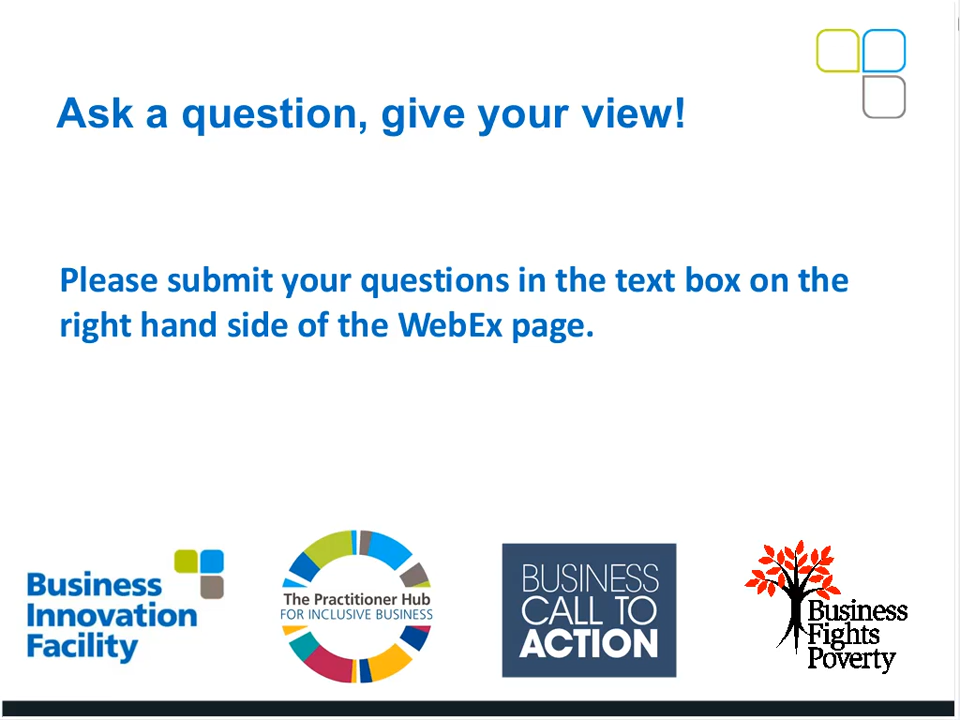 Ask a question, give your view!
Please submit your questions in the text box on the
right hand side of the WebEx page.
Business
Innovation
Facility
The Practitioner Hub
FOR INCLUSIVE BUSINESS
BUSINESS
CALL TO
ACTION
Business
Fights
Poverty